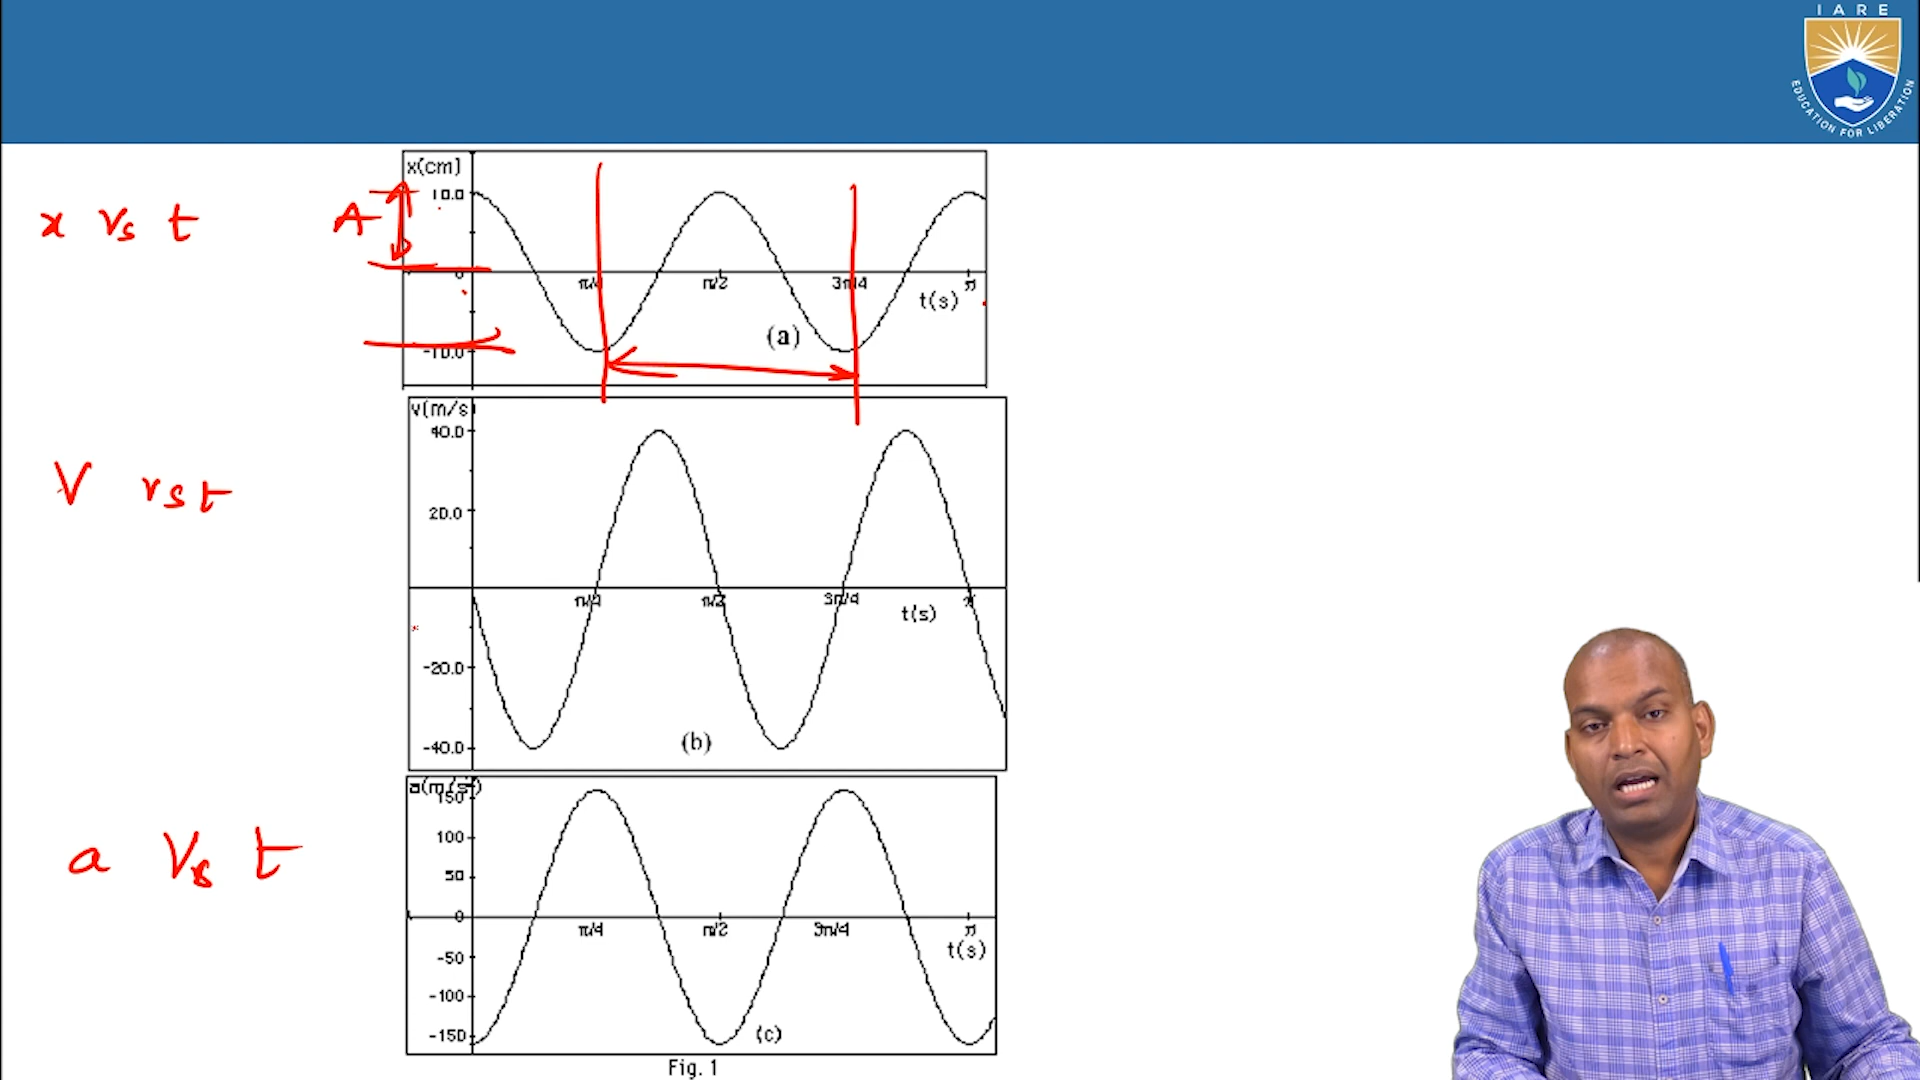 IARE
EDUCATION FOR LIBERATION
x vs t
A
x(cm)
10.0
0
-10.0
π/4
π/2
3π/4
π
t(s)
(a)
V vs t
v(m/s)
40.0
20.0
-20.0
-40.0
π/4
π/2
3π/4
π
t(s)
(b)
a Vs t
a(m/s²)
150
100
50
0
-50
-100
-150
π/4
π/2
3π/4
π
t(s)
(c)
Fig. 1